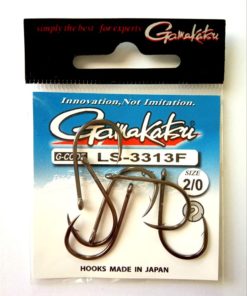 simply the best for experts Gamakatsu
Innovation, Not Imitation.
Gamakatsu
LS-3313F
SIZE
2/0
HOOKS MADE IN JAPAN